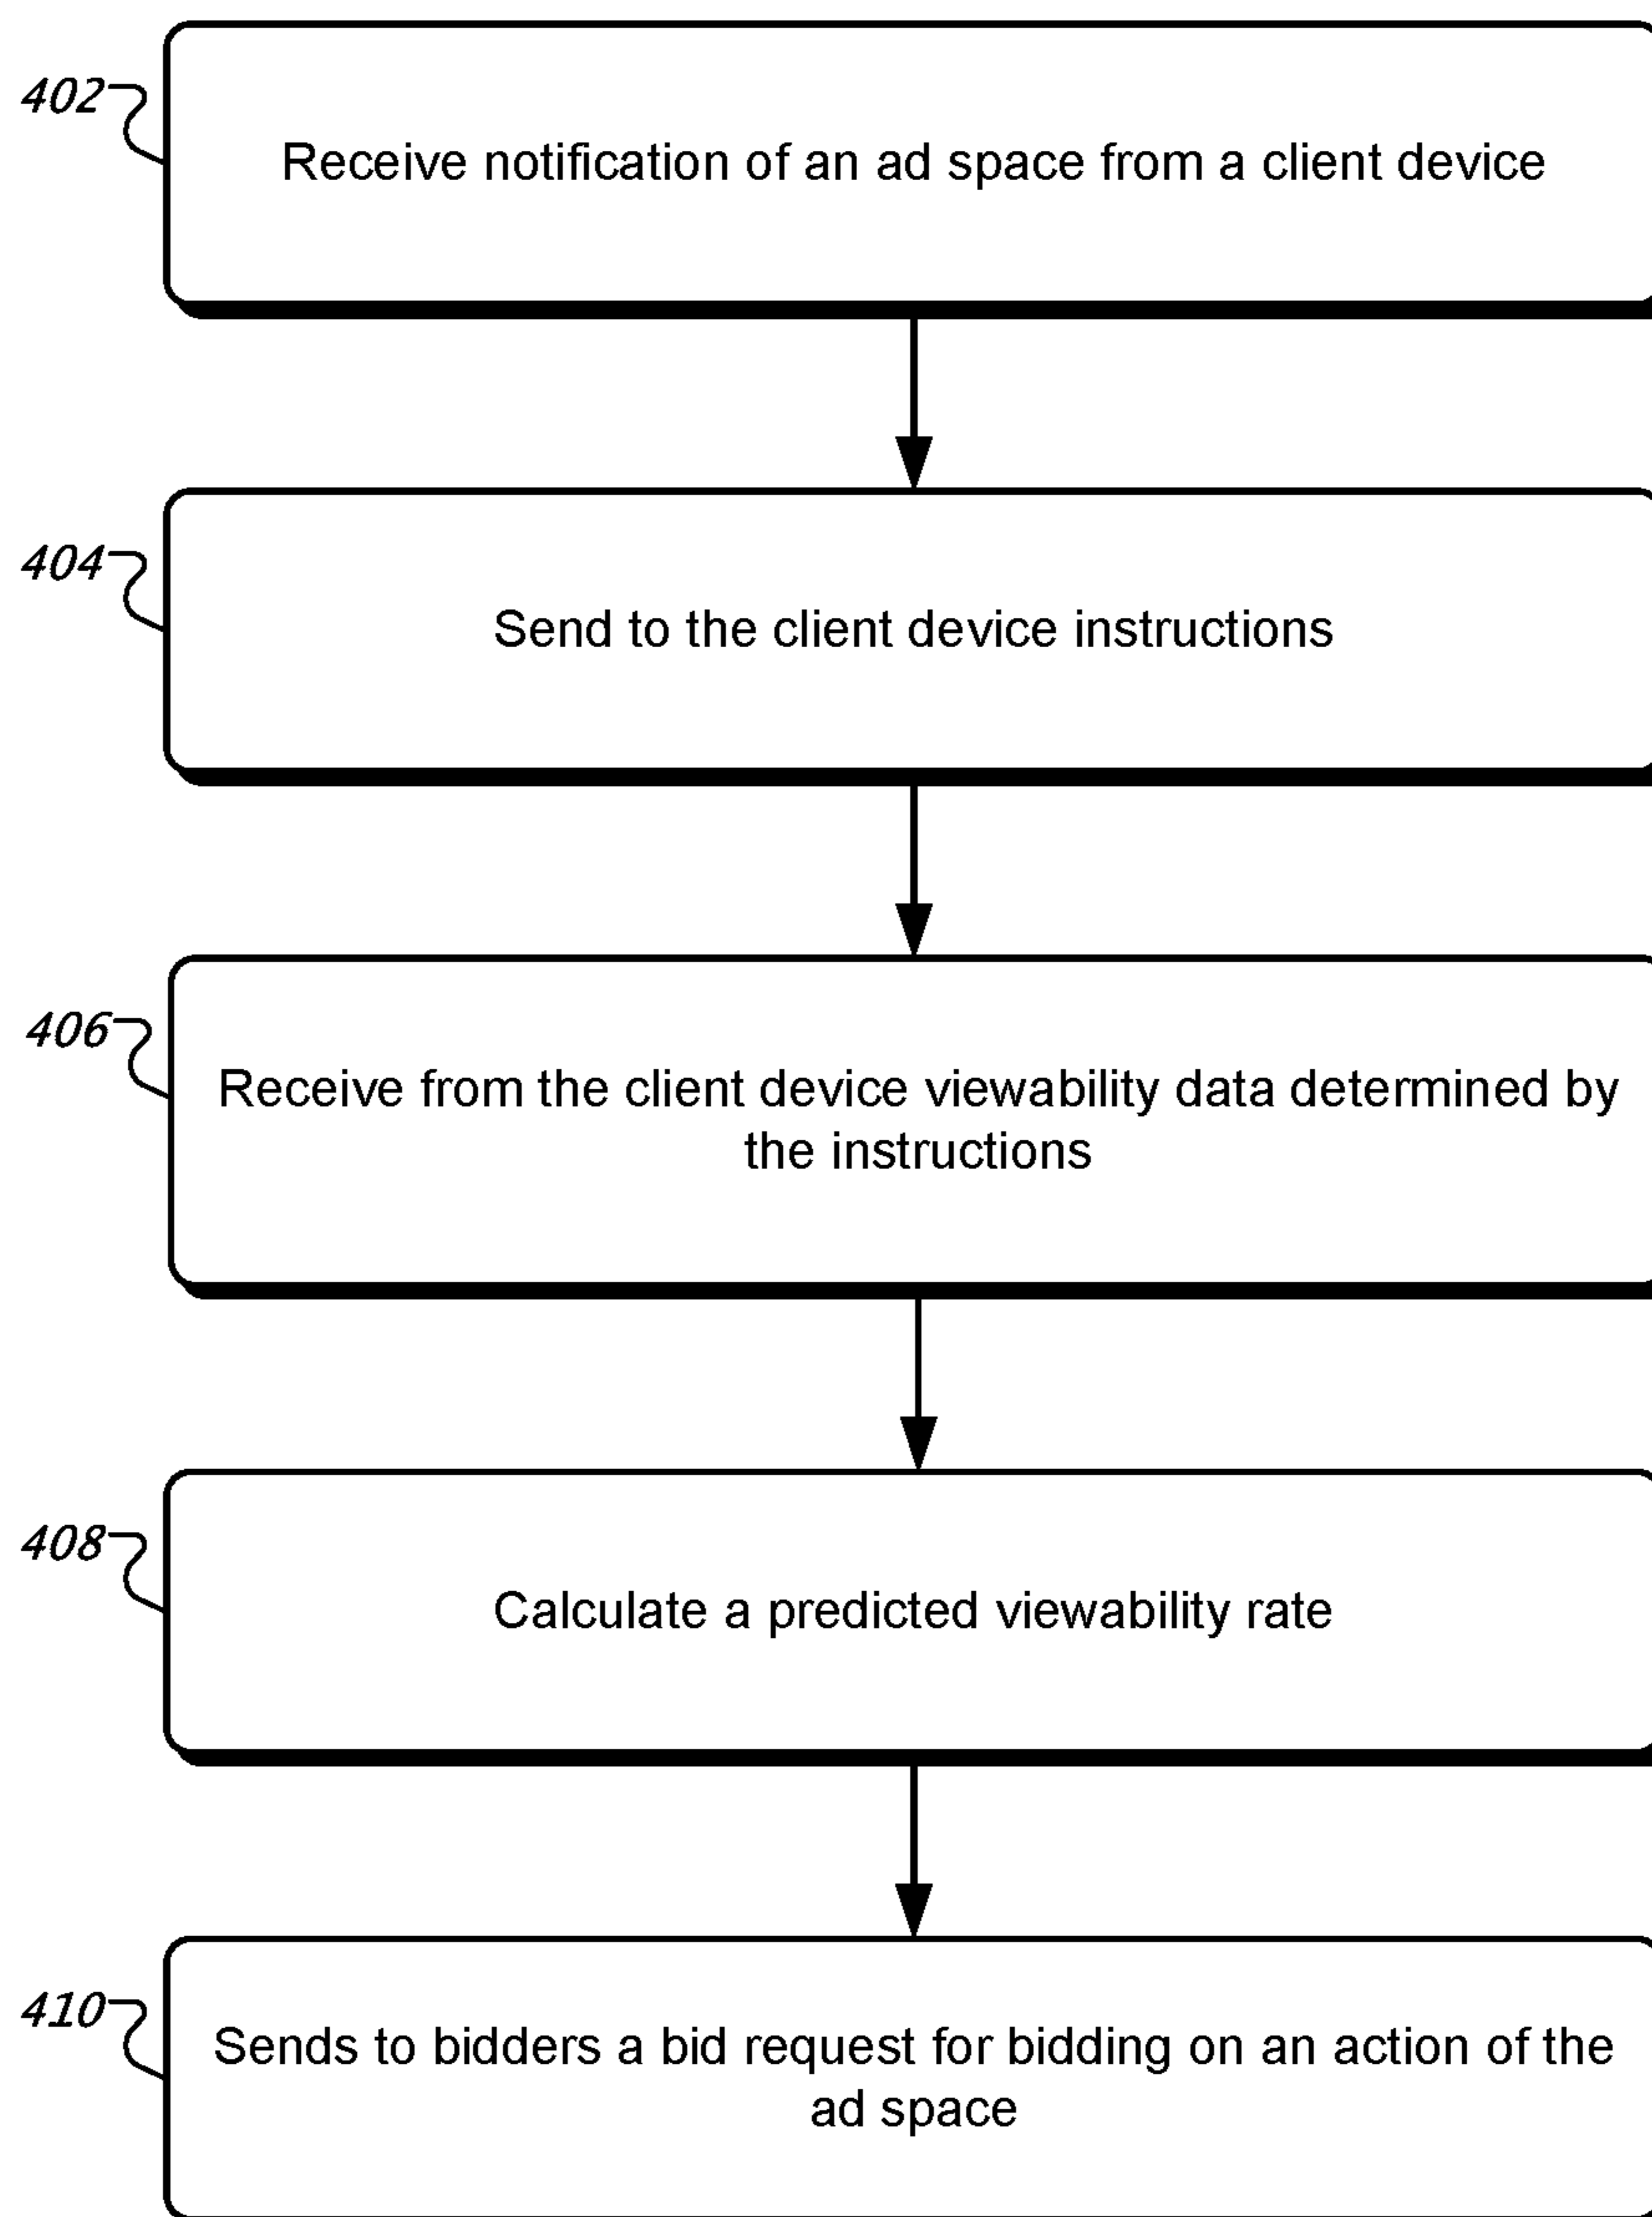 402
Receive notification of an ad space from a client device
404
Send to the client device instructions
406
Receive from the client device viewability data determined by
the instructions
408
Calculate a predicted viewability rate
410
Sends to bidders a bid request for bidding on an action of the
ad space